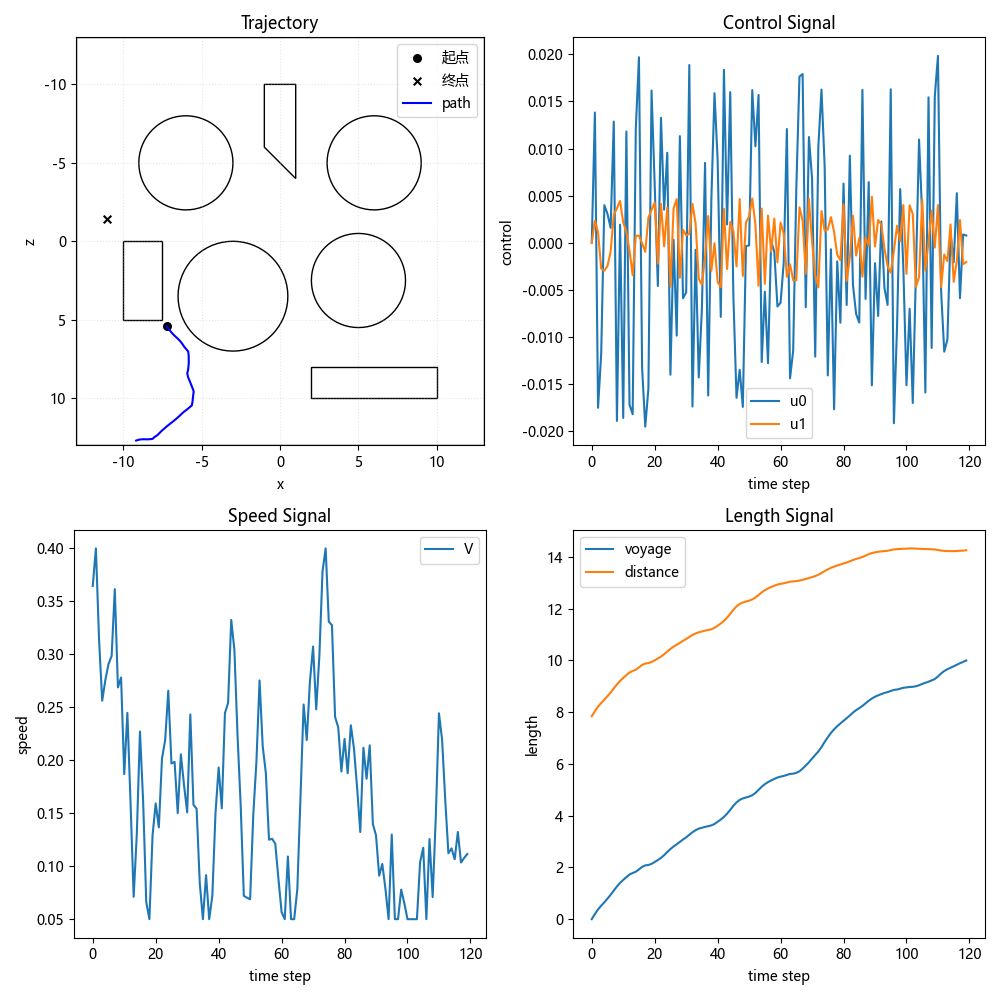 Trajectory
起点
终点
path
-10
-5
0
5
10
z
-10
-5
0
5
10
x
Control Signal
0.020
0.015
0.010
0.005
0.000
-0.005
-0.010
-0.015
-0.020
control
u0
u1
0
20
40
60
80
100
120
time step
Speed Signal
V
0.40
0.35
0.30
0.25
0.20
0.15
0.10
0.05
speed
0
20
40
60
80
100
120
time step
Length Signal
voyage
distance
14
12
10
8
6
4
2
0
length
0
20
40
60
80
100
120
time step